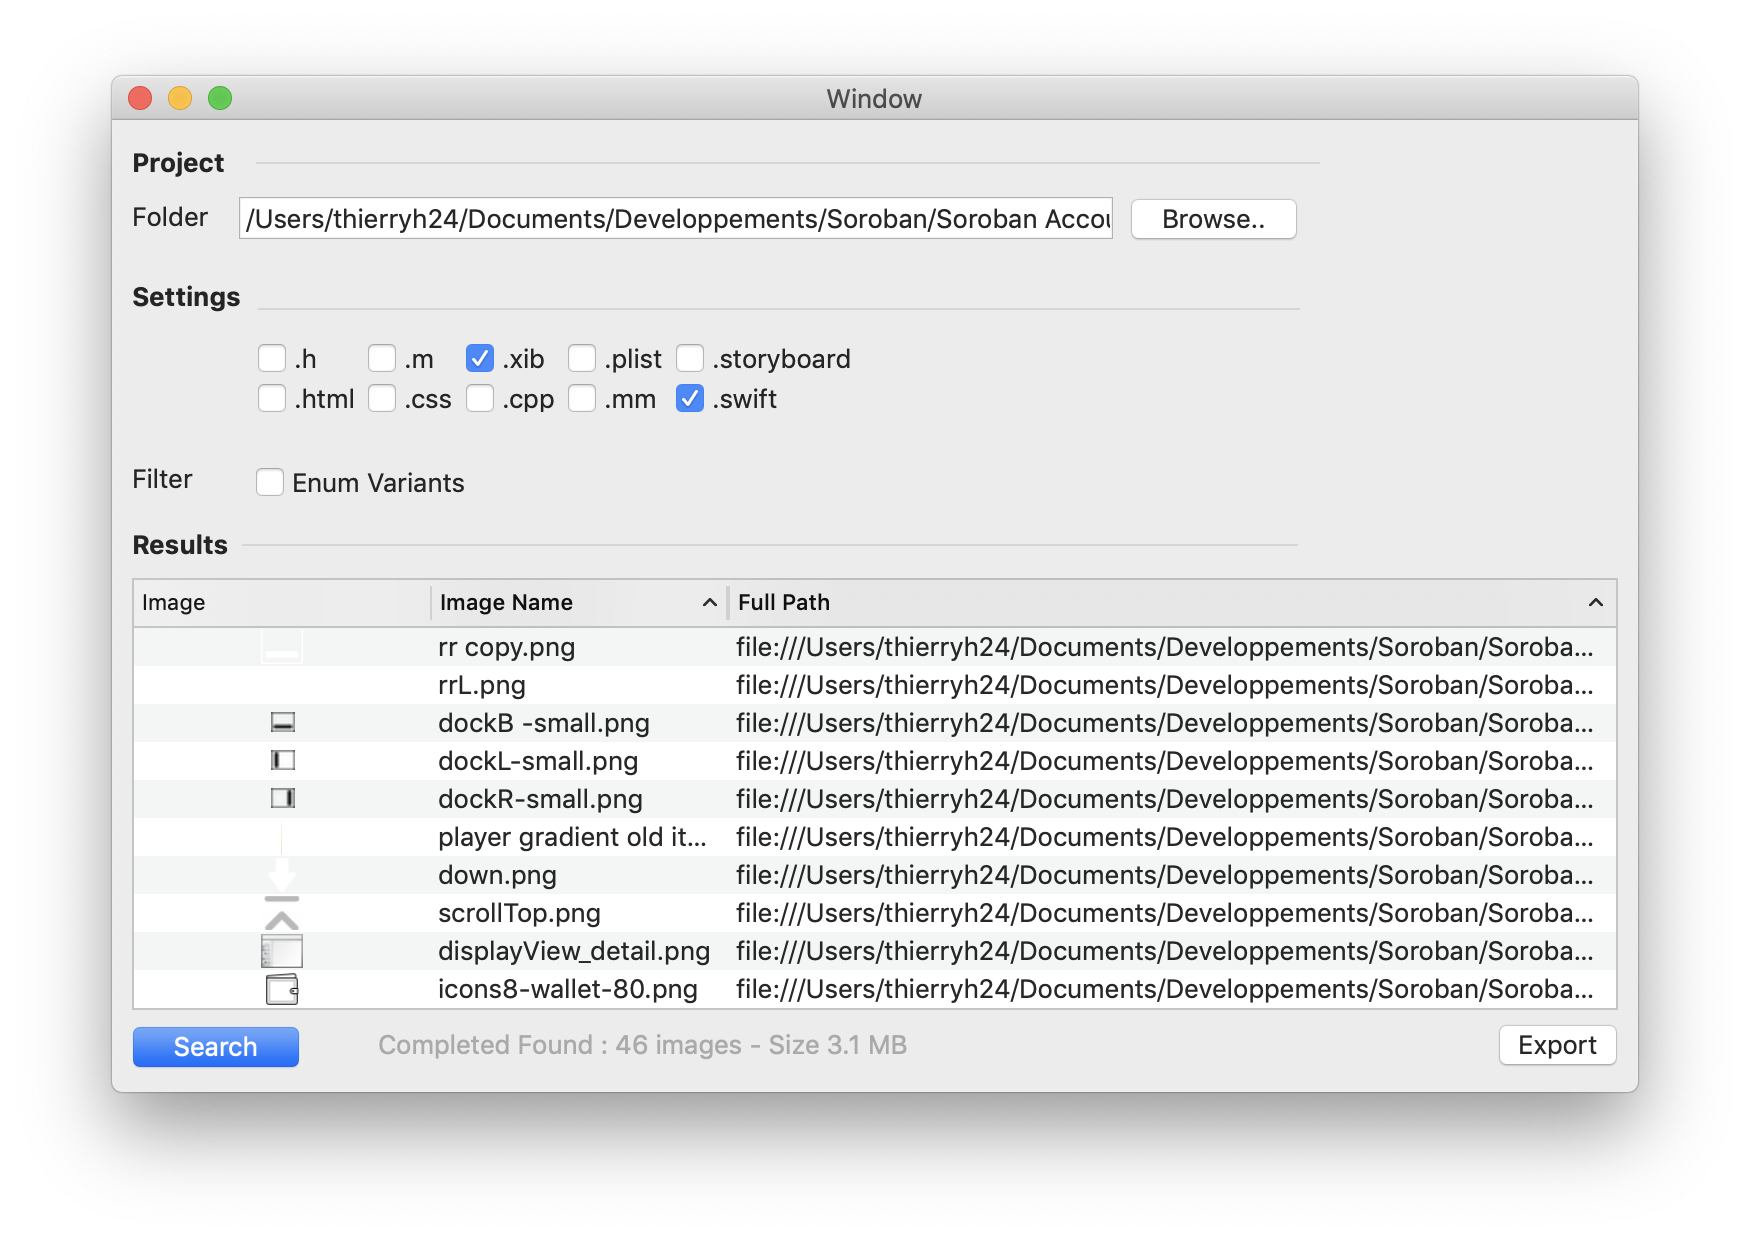 Window
Project
Folder /Users/thierryh24/Documents/Developpements/Soroban/Soroban Accou Browse..
Settings
.h .m .xib .plist .storyboard
.html .css .cpp .mm .swift
Filter Enum Variants
Results
Image Image Name Full Path
rr copy.png file:///Users/thierryh24/Documents/Developpements/Soroban/Soroba...
rrL.png file:///Users/thierryh24/Documents/Developpements/Soroban/Soroba...
dockB -small.png file:///Users/thierryh24/Documents/Developpements/Soroban/Soroba...
dockL-small.png file:///Users/thierryh24/Documents/Developpements/Soroban/Soroba...
dockR-small.png file:///Users/thierryh24/Documents/Developpements/Soroban/Soroba...
player gradient old it... file:///Users/thierryh24/Documents/Developpements/Soroban/Soroba...
down.png file:///Users/thierryh24/Documents/Developpements/Soroban/Soroba...
scrollTop.png file:///Users/thierryh24/Documents/Developpements/Soroban/Soroba...
displayView_detail.png file:///Users/thierryh24/Documents/Developpements/Soroban/Soroba...
icons8-wallet-80.png file:///Users/thierryh24/Documents/Developpements/Soroban/Soroba...
Search Completed Found : 46 images - Size 3.1 MB Export